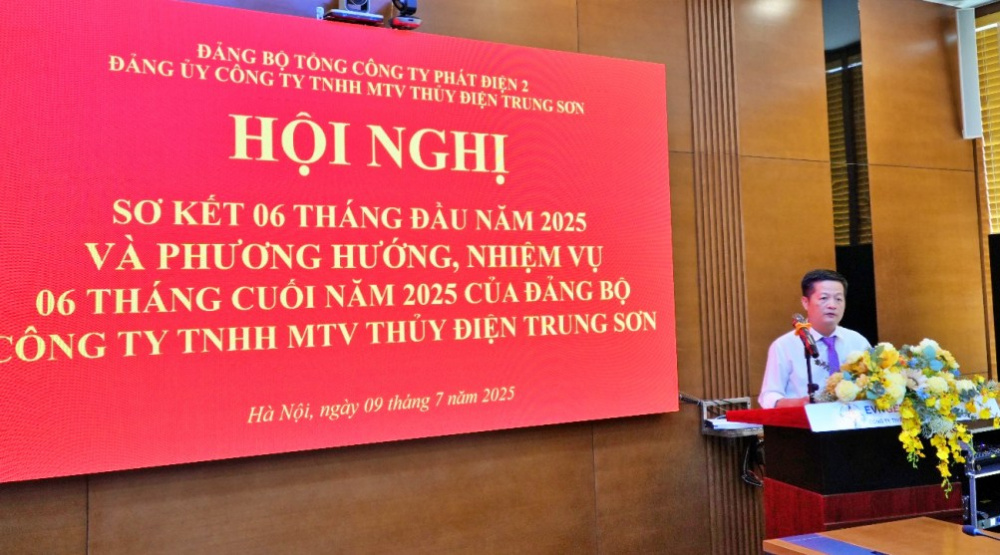 ĐẢNG BỘ TỔNG CÔNG TY PHÁT ĐIỆN 2
ĐẢNG ỦY CÔNG TY TNHH MTV THỦY ĐIỆN TRUNG SƠN
HỘI NGHỊ
SƠ KẾT 06 THÁNG ĐẦU NĂM 2025
VÀ PHƯƠNG HƯỚNG, NHIỆM VỤ
06 THÁNG CUỐI NĂM 2025 CỦA ĐẢNG BỘ
CÔNG TY TNHH MTV THỦY ĐIỆN TRUNG SƠN
Hà Nội, ngày 09 tháng 7 năm 2025